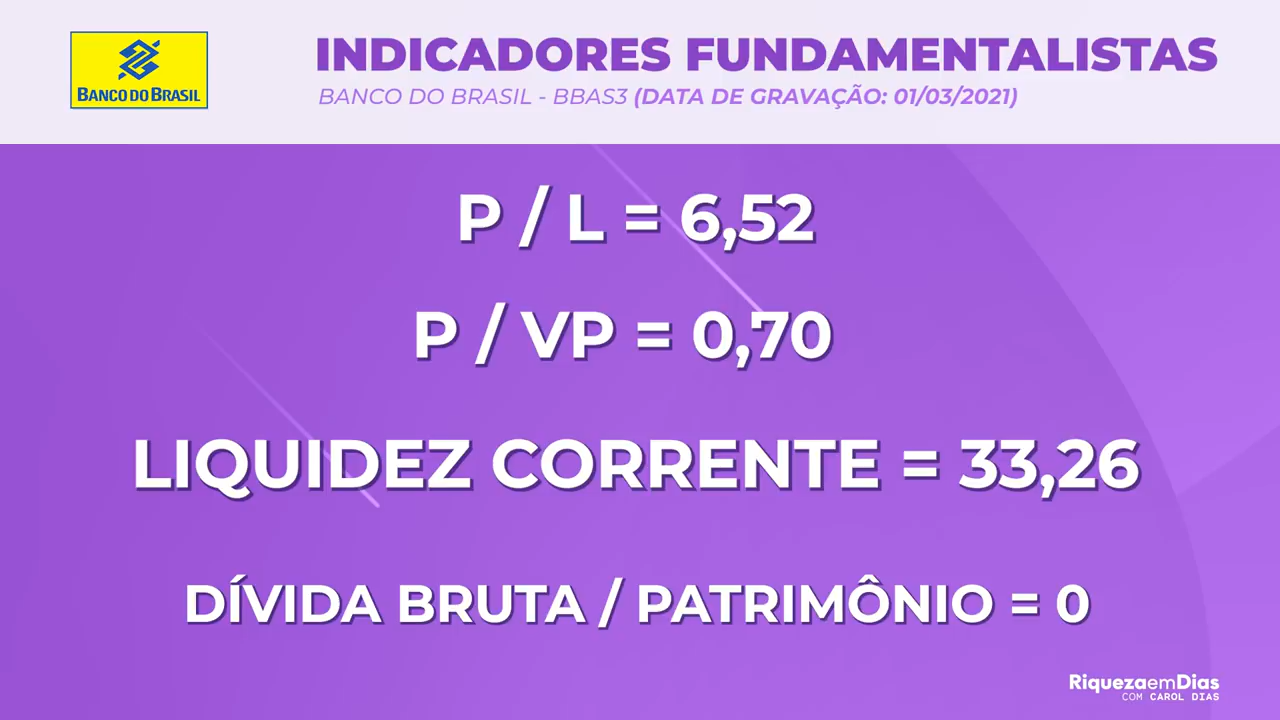 BANCO DO BRASIL
INDICADORES FUNDAMENTALISTAS
BANCO DO BRASIL - BBAS3 (DATA DE GRAVAÇÃO: 01/03/2021)
P / L = 6,52
P / VP = 0,70
LIQUIDEZ CORRENTE = 33,26
DÍVIDA BRUTA / PATRIMÔNIO = 0
RiquezaemDias
COM CAROL DIAS